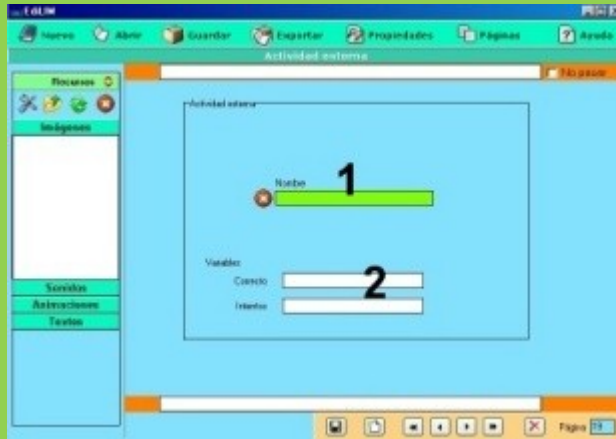 EdiLIM
Nuevo Abrir Guardar Exportar Propiedades Páginas Ayuda
Actividad externa
No pasar
Recursos
Imágenes
Actividad externa
Nombre
1
Variables
Correcto
2
Intentos
Sonidos
Animaciones
Textos
Página 19